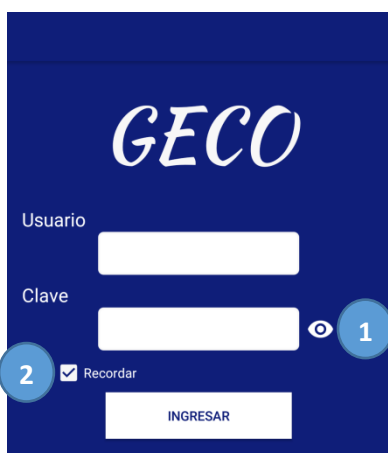 GECO
Usuario
Clave
1
2
Recordar
INGRESAR